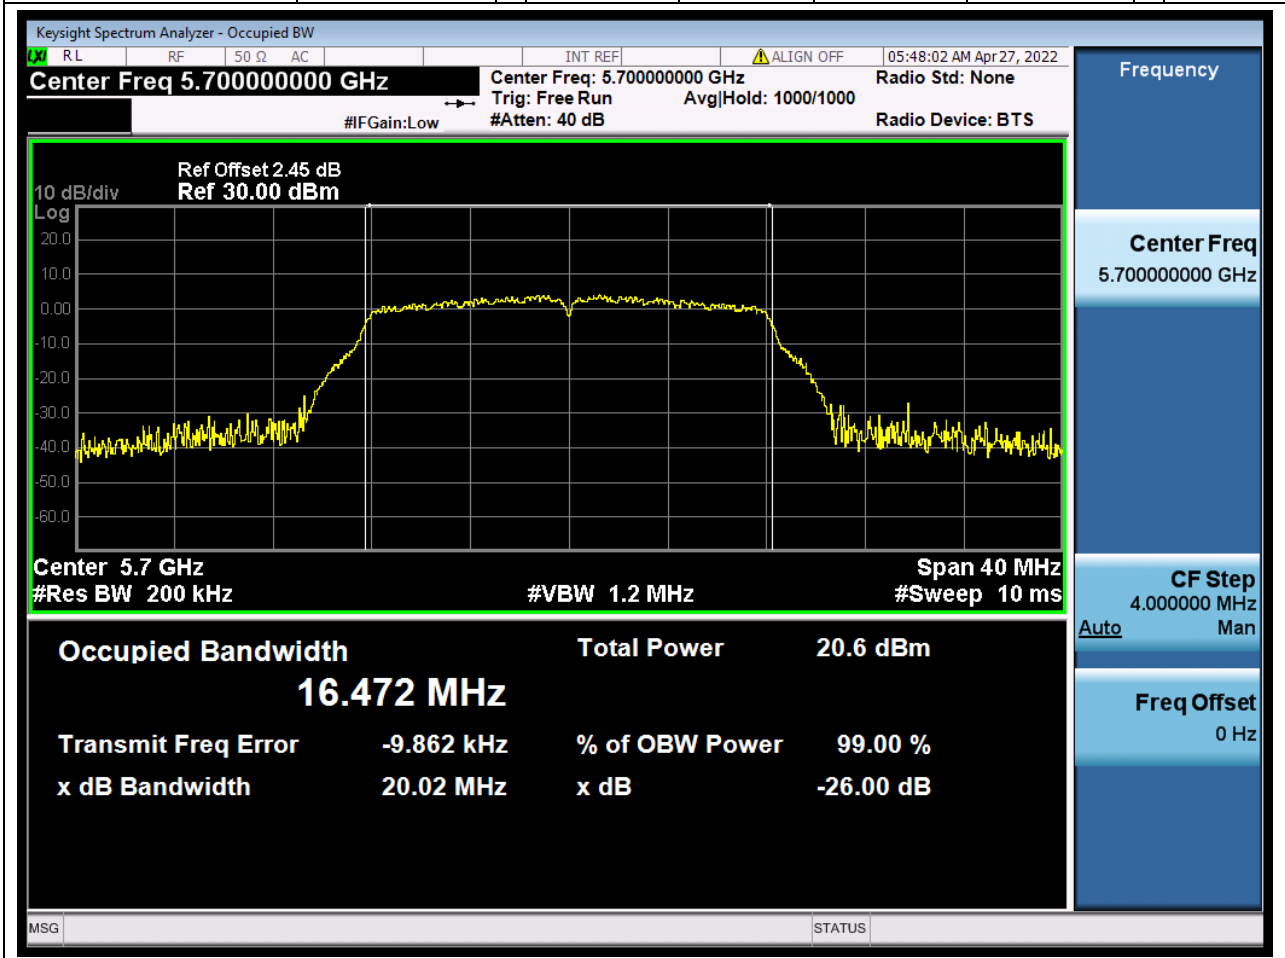 Keysight Spectrum Analyzer - Occupied BW
LXI RL RF 50 Ω AC INT REF ALIGN OFF 05:48:02 AM Apr 27, 2022
Center Freq 5.700000000 GHz
Center Freq: 5.700000000 GHz Radio Std: None
Trig: Free Run Avg|Hold: 1000/1000
#IFGain:Low #Atten: 40 dB Radio Device: BTS
Ref Offset 2.45 dB
10 dB/div Ref 30.00 dBm
Log
20.0
10.0
0.00
-10.0
-20.0
-30.0
-40.0
-50.0
-60.0
Center 5.7 GHz Span 40 MHz
#Res BW 200 kHz #VBW 1.2 MHz #Sweep 10 ms
Occupied Bandwidth Total Power 20.6 dBm
16.472 MHz
Transmit Freq Error -9.862 kHz % of OBW Power 99.00 %
x dB Bandwidth 20.02 MHz x dB -26.00 dB
MSG STATUS
Frequency
Center Freq
5.700000000 GHz
CF Step
4.000000 MHz
Auto Man
Freq Offset
0 Hz